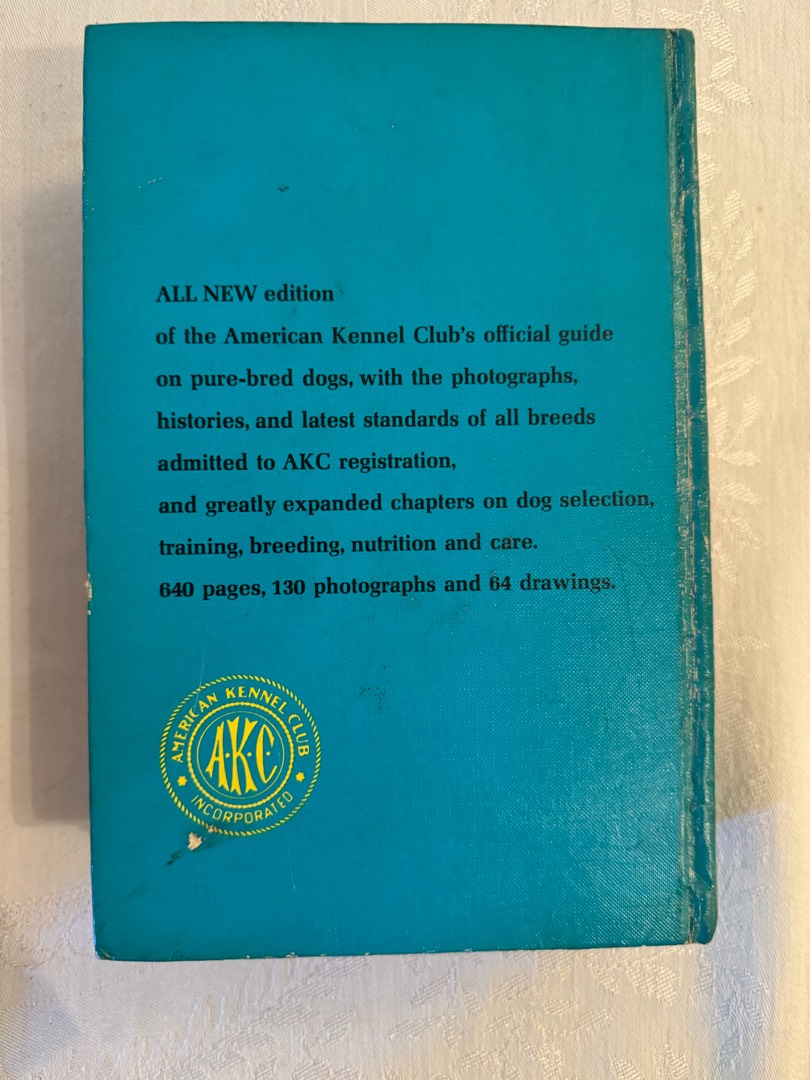 ALL NEW edition
of the American Kennel Club's official guide
on pure-bred dogs, with the photographs,
histories, and latest standards of all breeds
admitted to AKC registration,
and greatly expanded chapters on dog selection,
training, breeding, nutrition and care.
640 pages, 130 photographs and 64 drawings.
AMERICAN KENNEL CLUB
A·K·C·
INCORPORATED